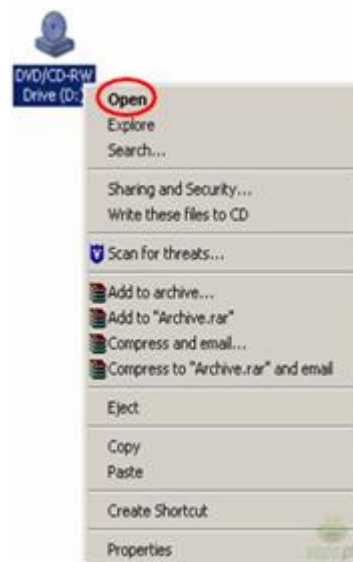 DVD/CD-RW
Drive (D:)
Open
Explore
Search...
Sharing and Security...
Write these files to CD
Scan for threats...
Add to archive...
Add to "Archive.rar"
Compress and email...
Compress to "Archive.rar" and email
Eject
Copy
Paste
Create Shortcut
Properties